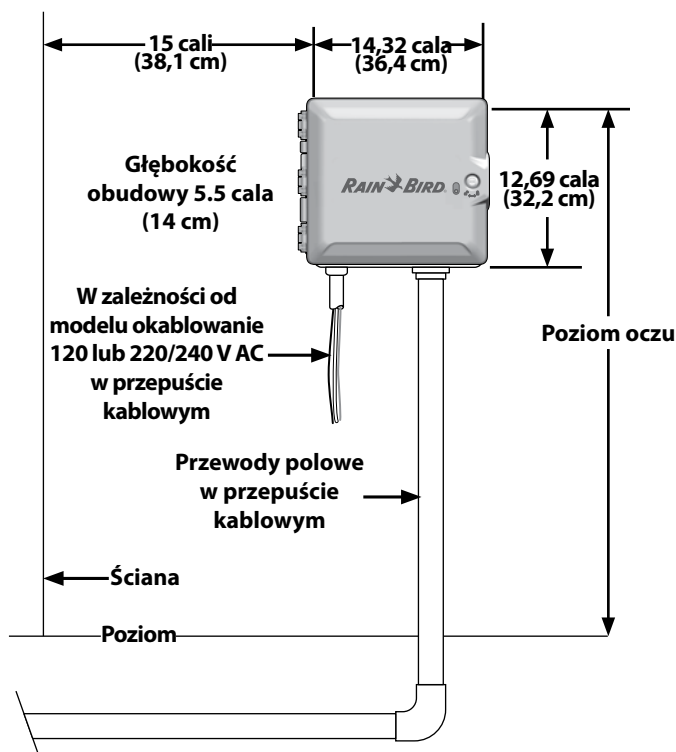 15 cali
(38,1 cm)
14,32 cala
(36,4 cm)
Głębokość
obudowy 5.5 cala
(14 cm)
RAIN BIRD
12,69 cala
(32,2 cm)
W zależności od
modelu okablowanie
120 lub 220/240 V AC
w przepuście
kablowym
Poziom oczu
Przewody polowe
w przepuście
kablowym
Ściana
Poziom